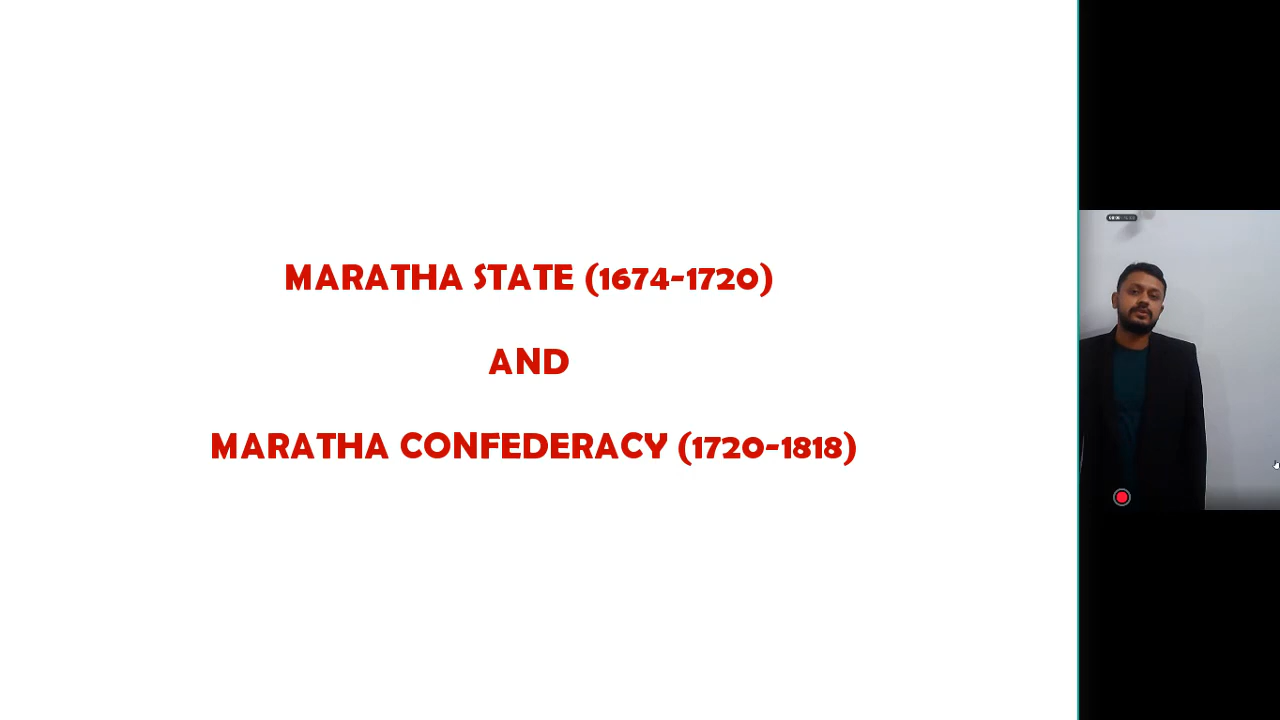 MARATHA STATE (1674-1720)
AND
MARATHA CONFEDERACY (1720-1818)